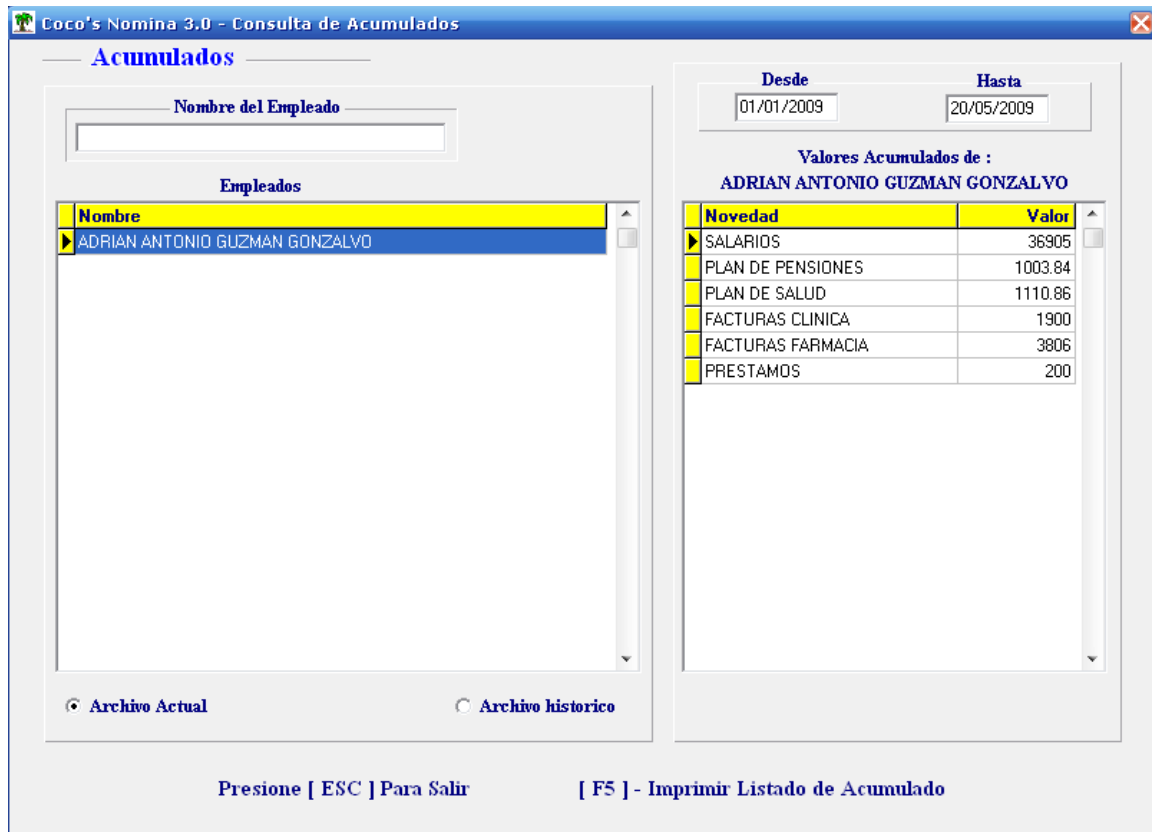 Coco's Nomina 3.0 - Consulta de Acumulados
Acumulados
Nombre del Empleado
Empleados
Nombre
ADRIAN ANTONIO GUZMAN GONZALVO
Archivo Actual
Archivo historico
Desde
Hasta
01/01/2009
20/05/2009
Valores Acumulados de :
ADRIAN ANTONIO GUZMAN GONZALVO
Novedad Valor
SALARIOS 36905
PLAN DE PENSIONES 1003.84
PLAN DE SALUD 1110.86
FACTURAS CLINICA 1900
FACTURAS FARMACIA 3806
PRESTAMOS 200
Presione [ ESC ] Para Salir
[ F5 ] - Imprimir Listado de Acumulado